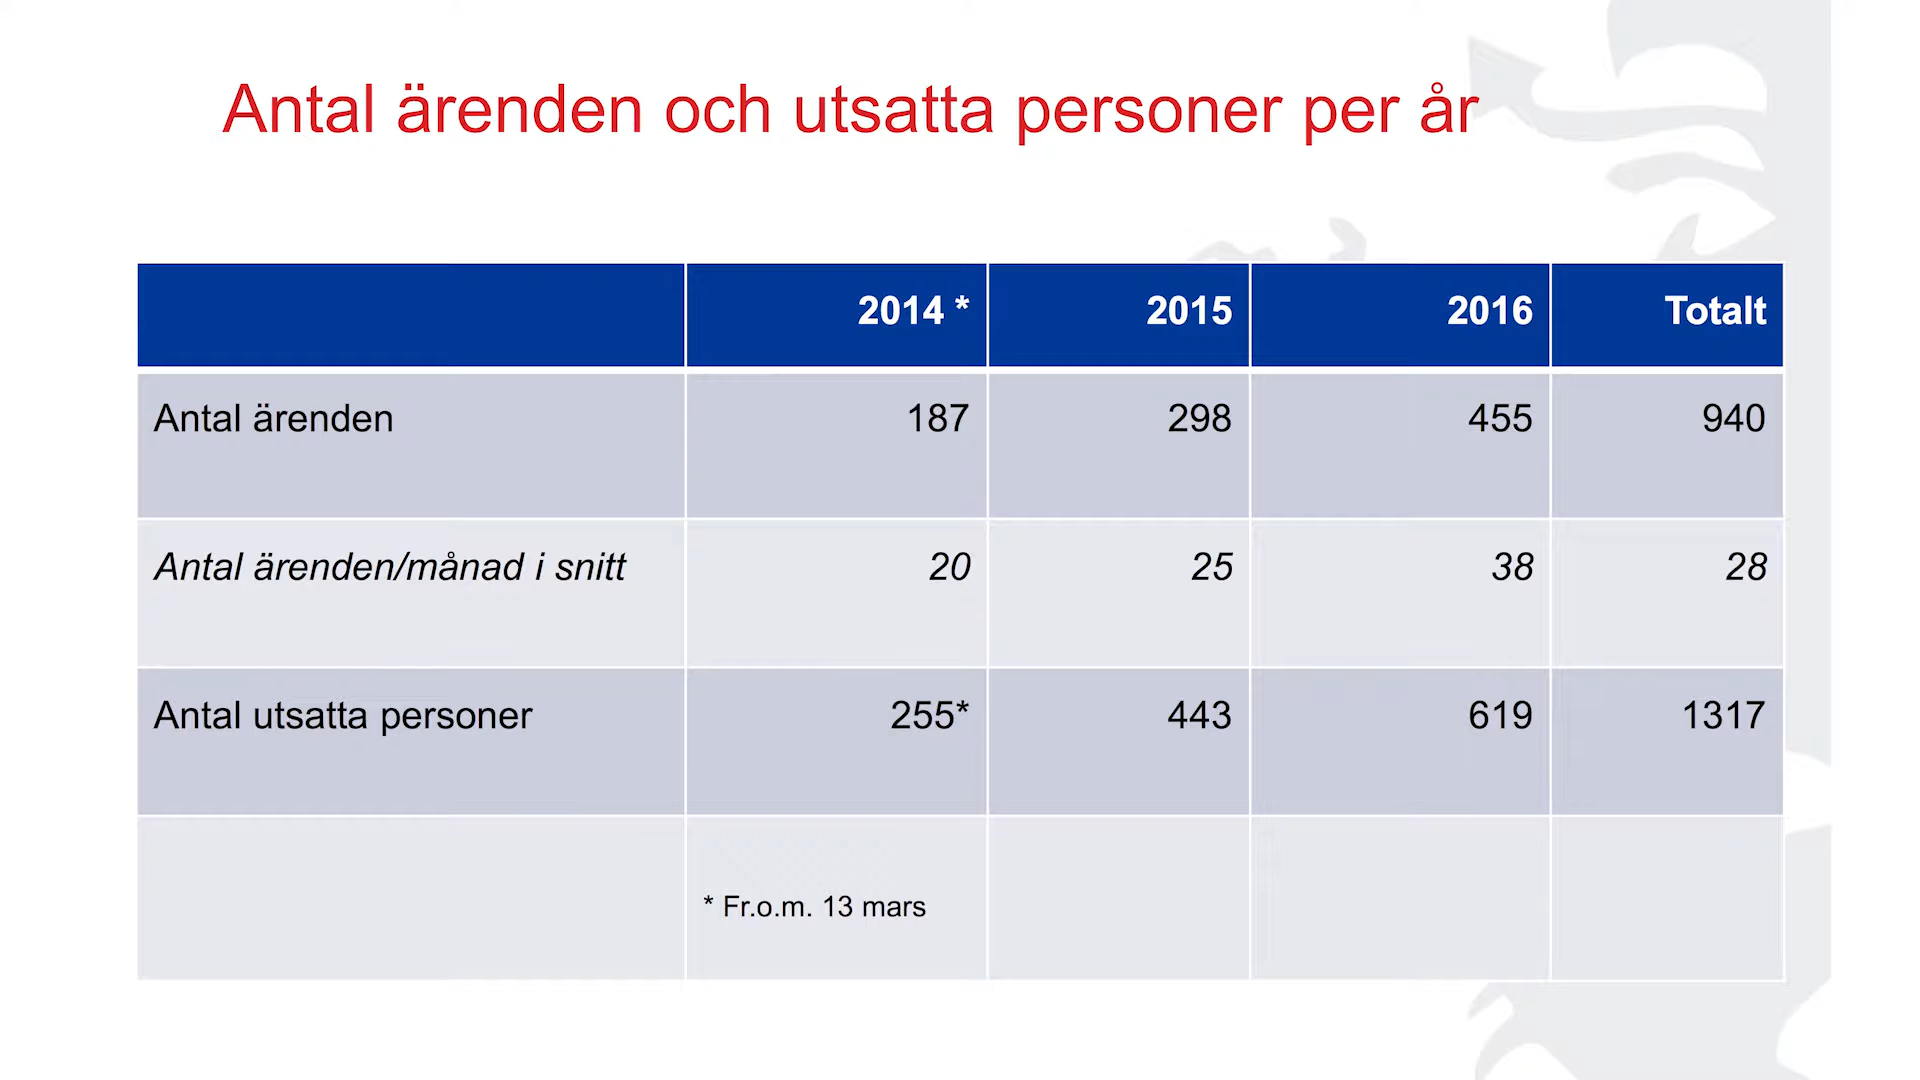 Antal ärenden och utsatta personer per år
2014 * 2015 2016 Totalt
Antal ärenden 187 298 455 940
Antal ärenden/månad i snitt 20 25 38 28
Antal utsatta personer 255* 443 619 1317
* Fr.o.m. 13 mars